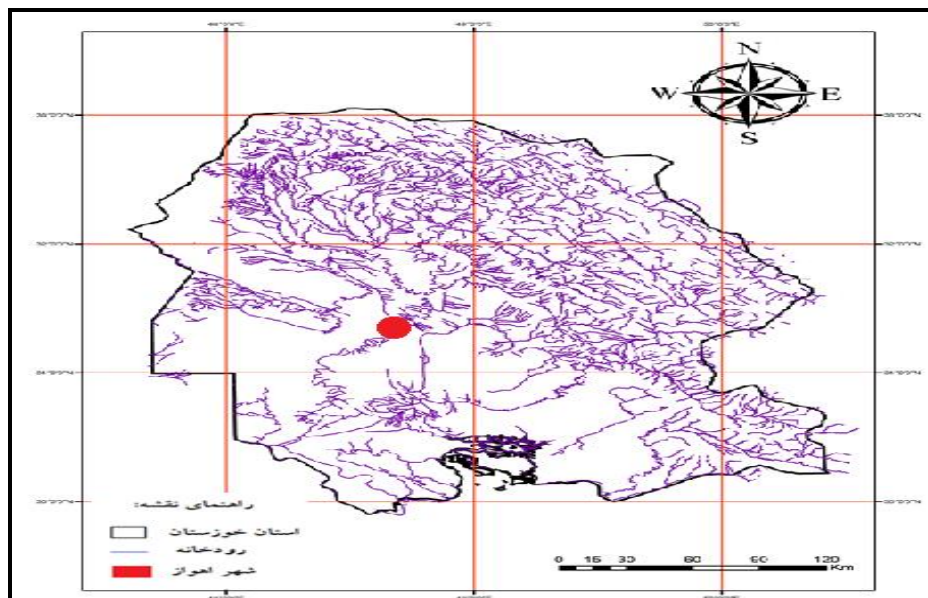 N
W E
S
راهنمای نقشه:
استان خوزستان
رودخانه
شهر اهواز
0 15 30 60 90 120
Km